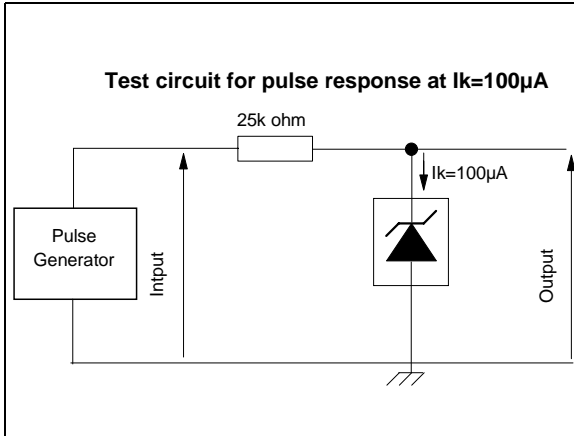 Test circuit for pulse response at Ik=100µA
25k ohm
Ik=100µA
Pulse
Generator
Intput
Output